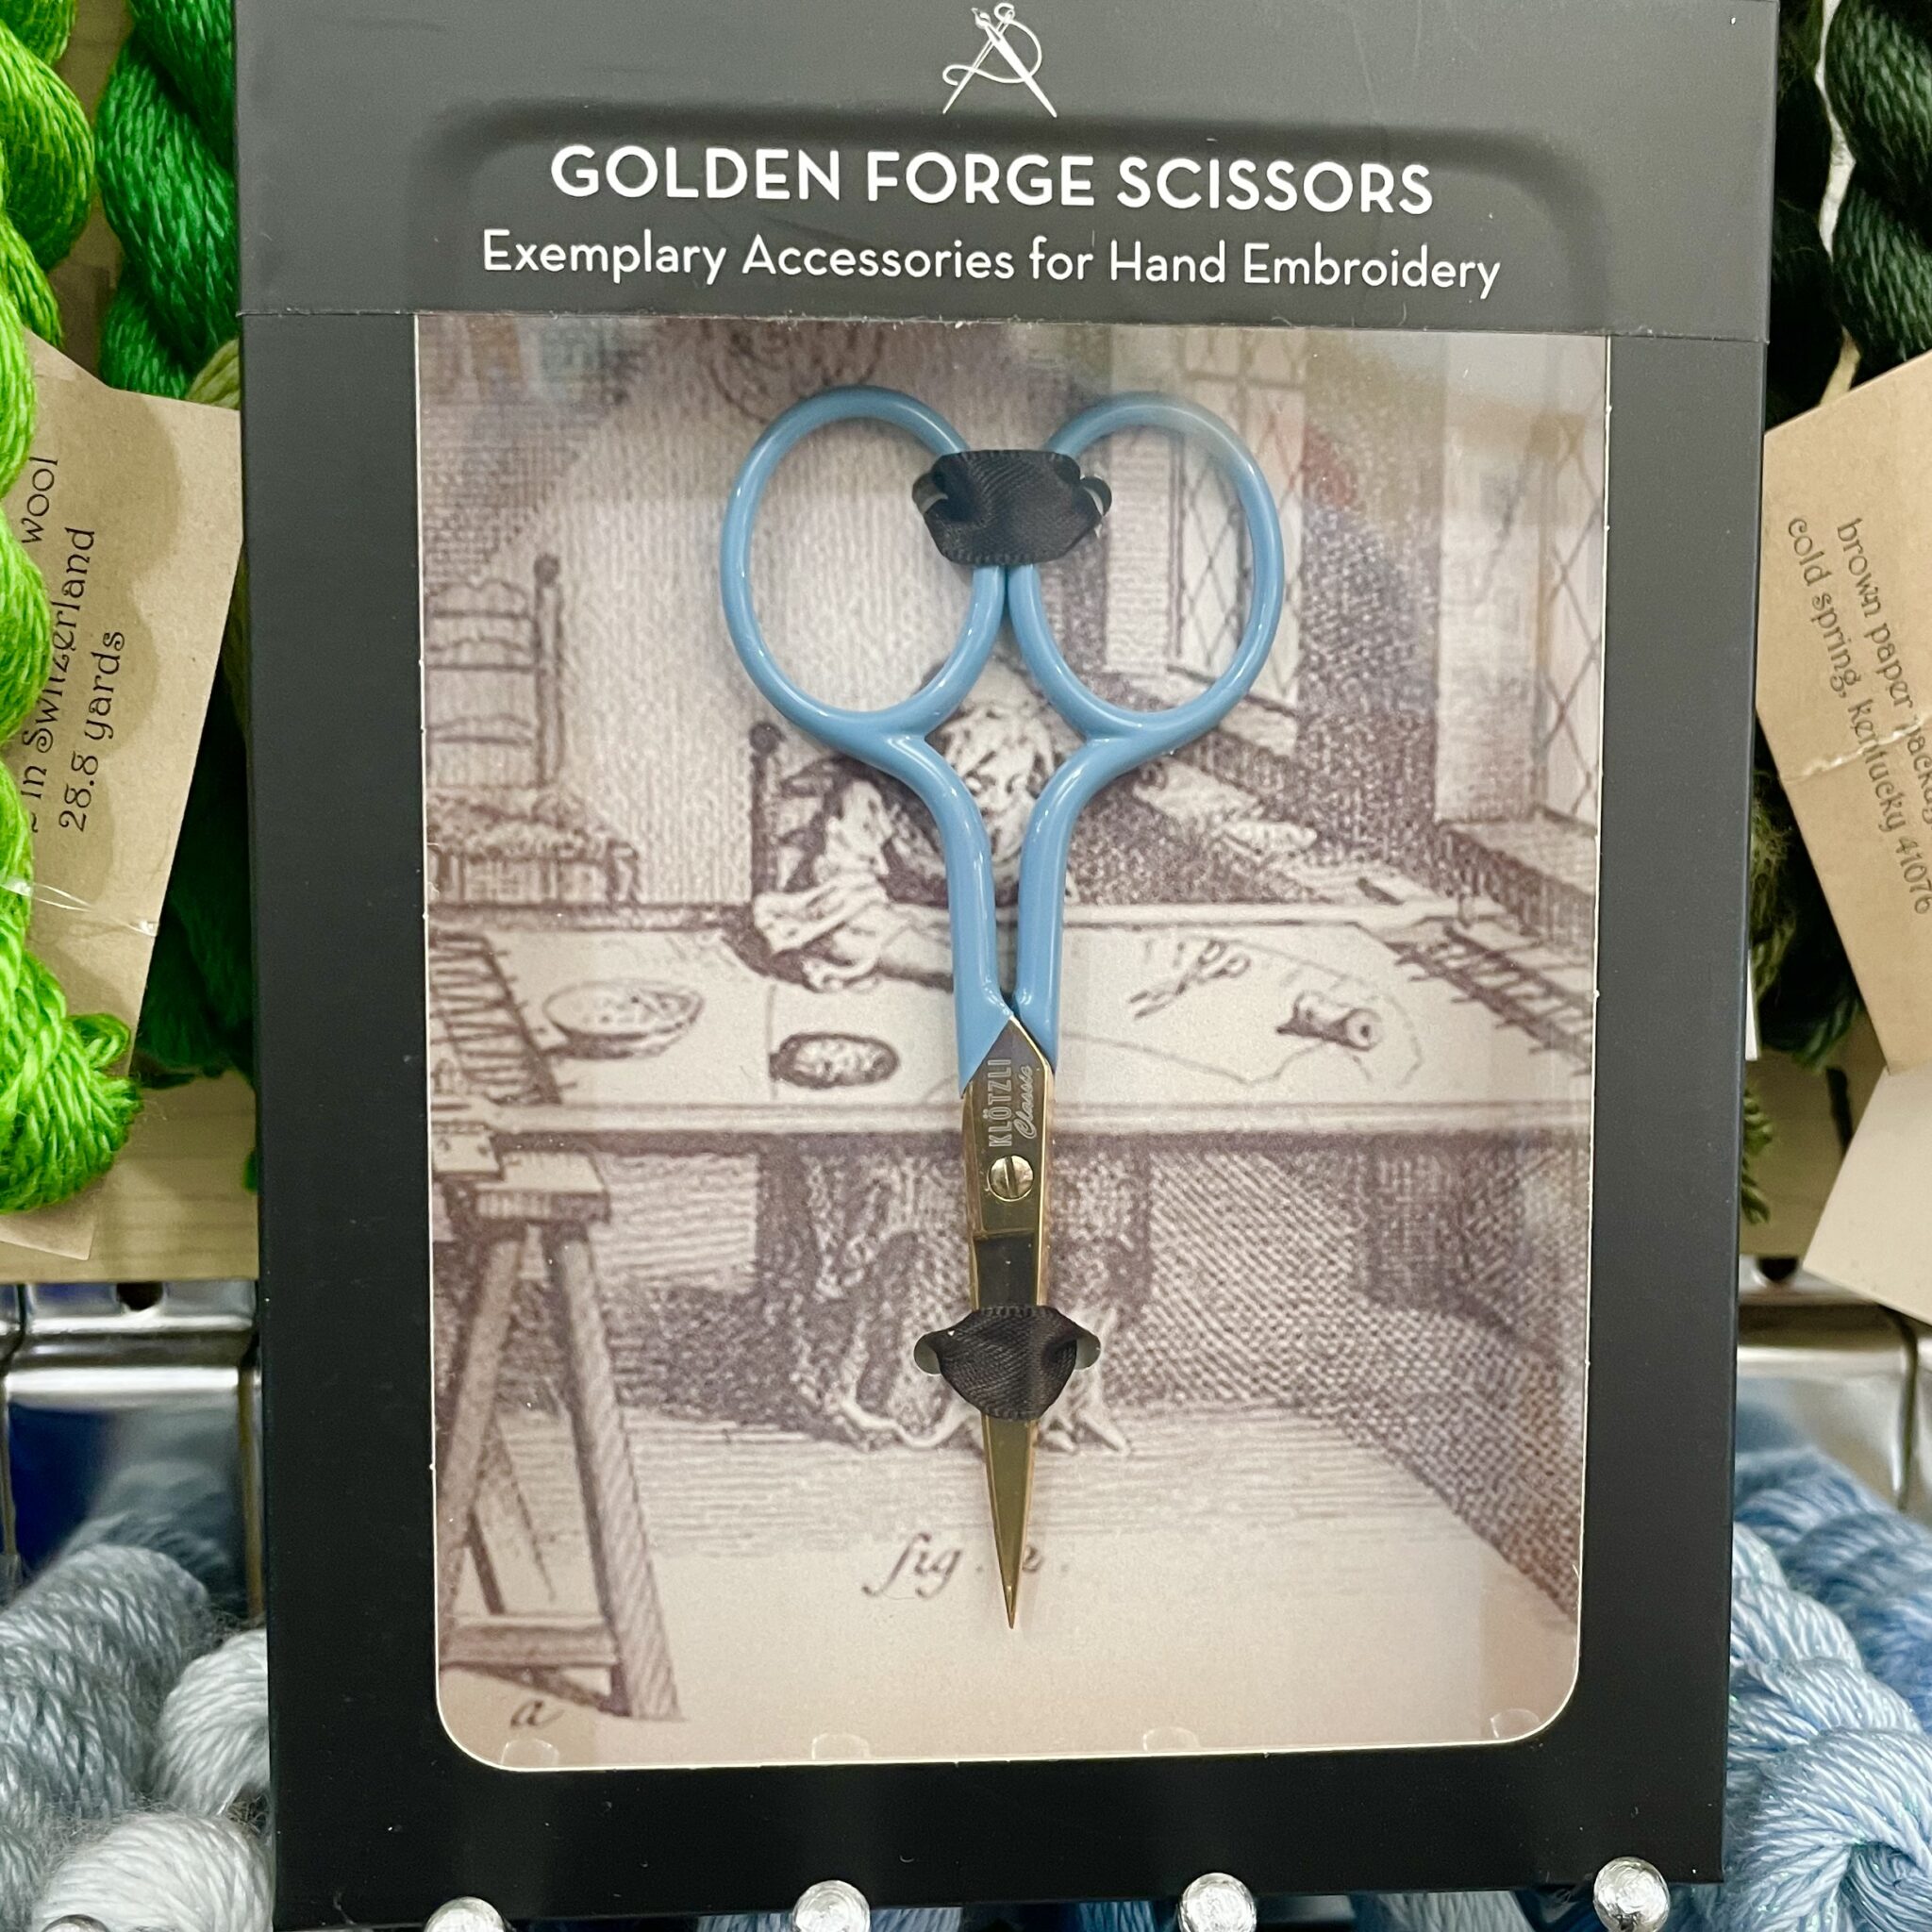 GOLDEN FORGE SCISSORS
Exemplary Accessories for Hand Embroidery
wool
in Switzerland
28.8 yards
brown paper
cold spring, kentucky 41076
KLÖTZLI
Classic
fig.
a